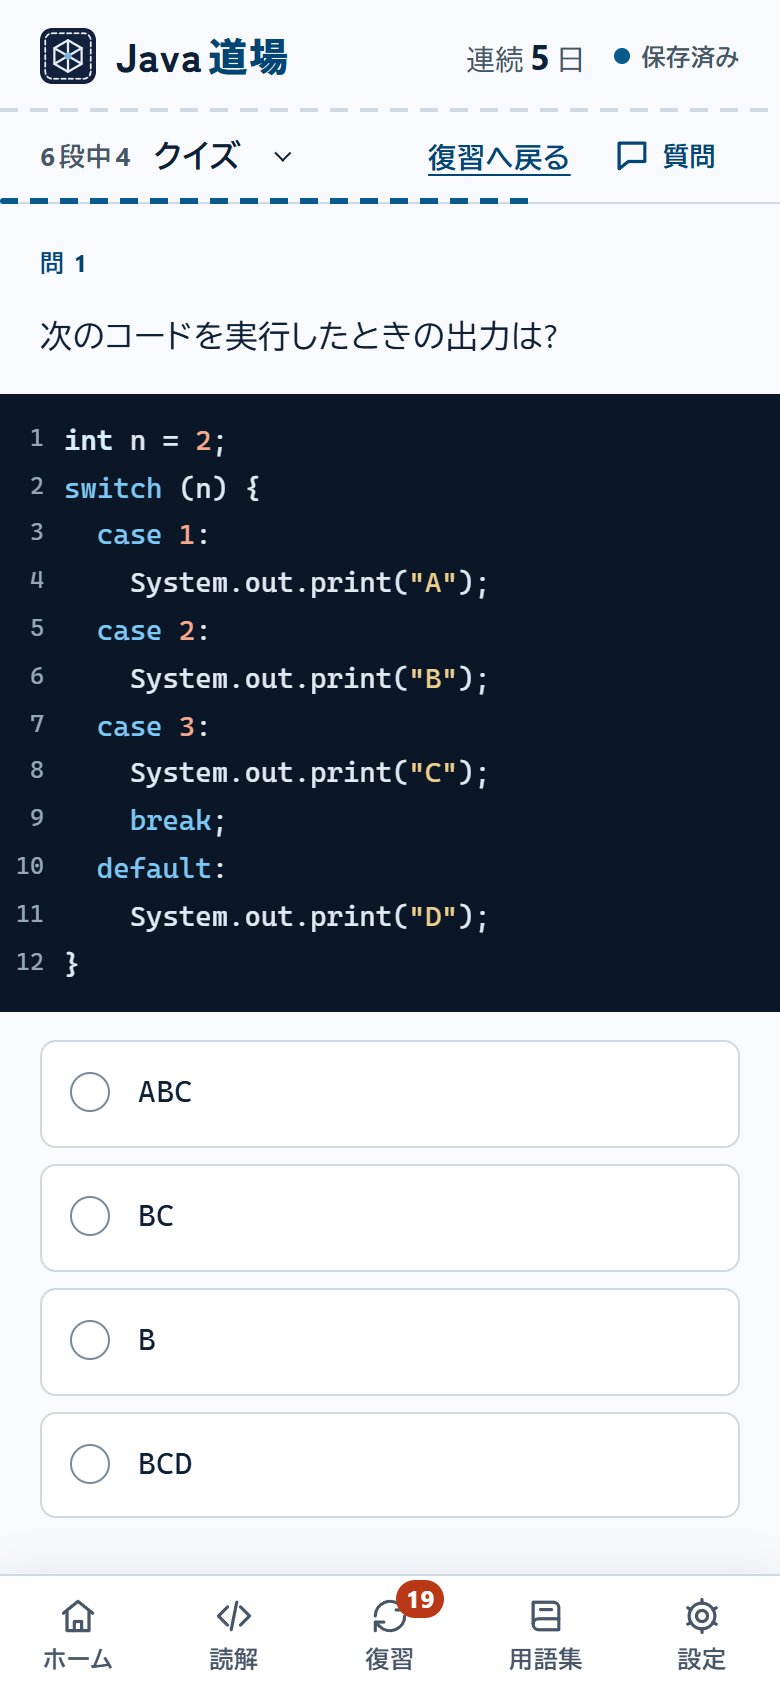 Java 道場
連続 5 日
保存済み
6段中4 クイズ
復習へ戻る
質問
問 1
次のコードを実行したときの出力は?
1 int n = 2;
2 switch (n) {
3   case 1:
4     System.out.print("A");
5   case 2:
6     System.out.print("B");
7   case 3:
8     System.out.print("C");
9     break;
10   default:
11     System.out.print("D");
12 }
ABC
BC
B
BCD
19
ホーム
読解
復習
用語集
設定